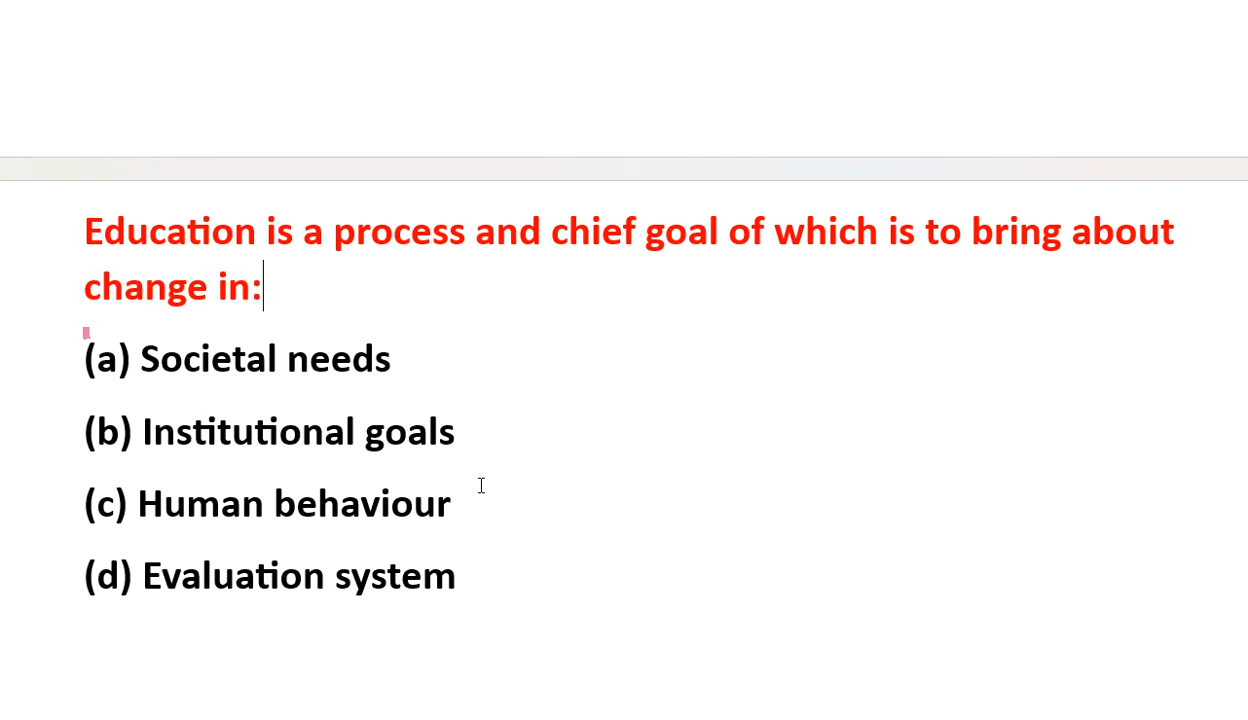 Education is a process and chief goal of which is to bring about
change in:
(a) Societal needs
(b) Institutional goals
(c) Human behaviour
(d) Evaluation system